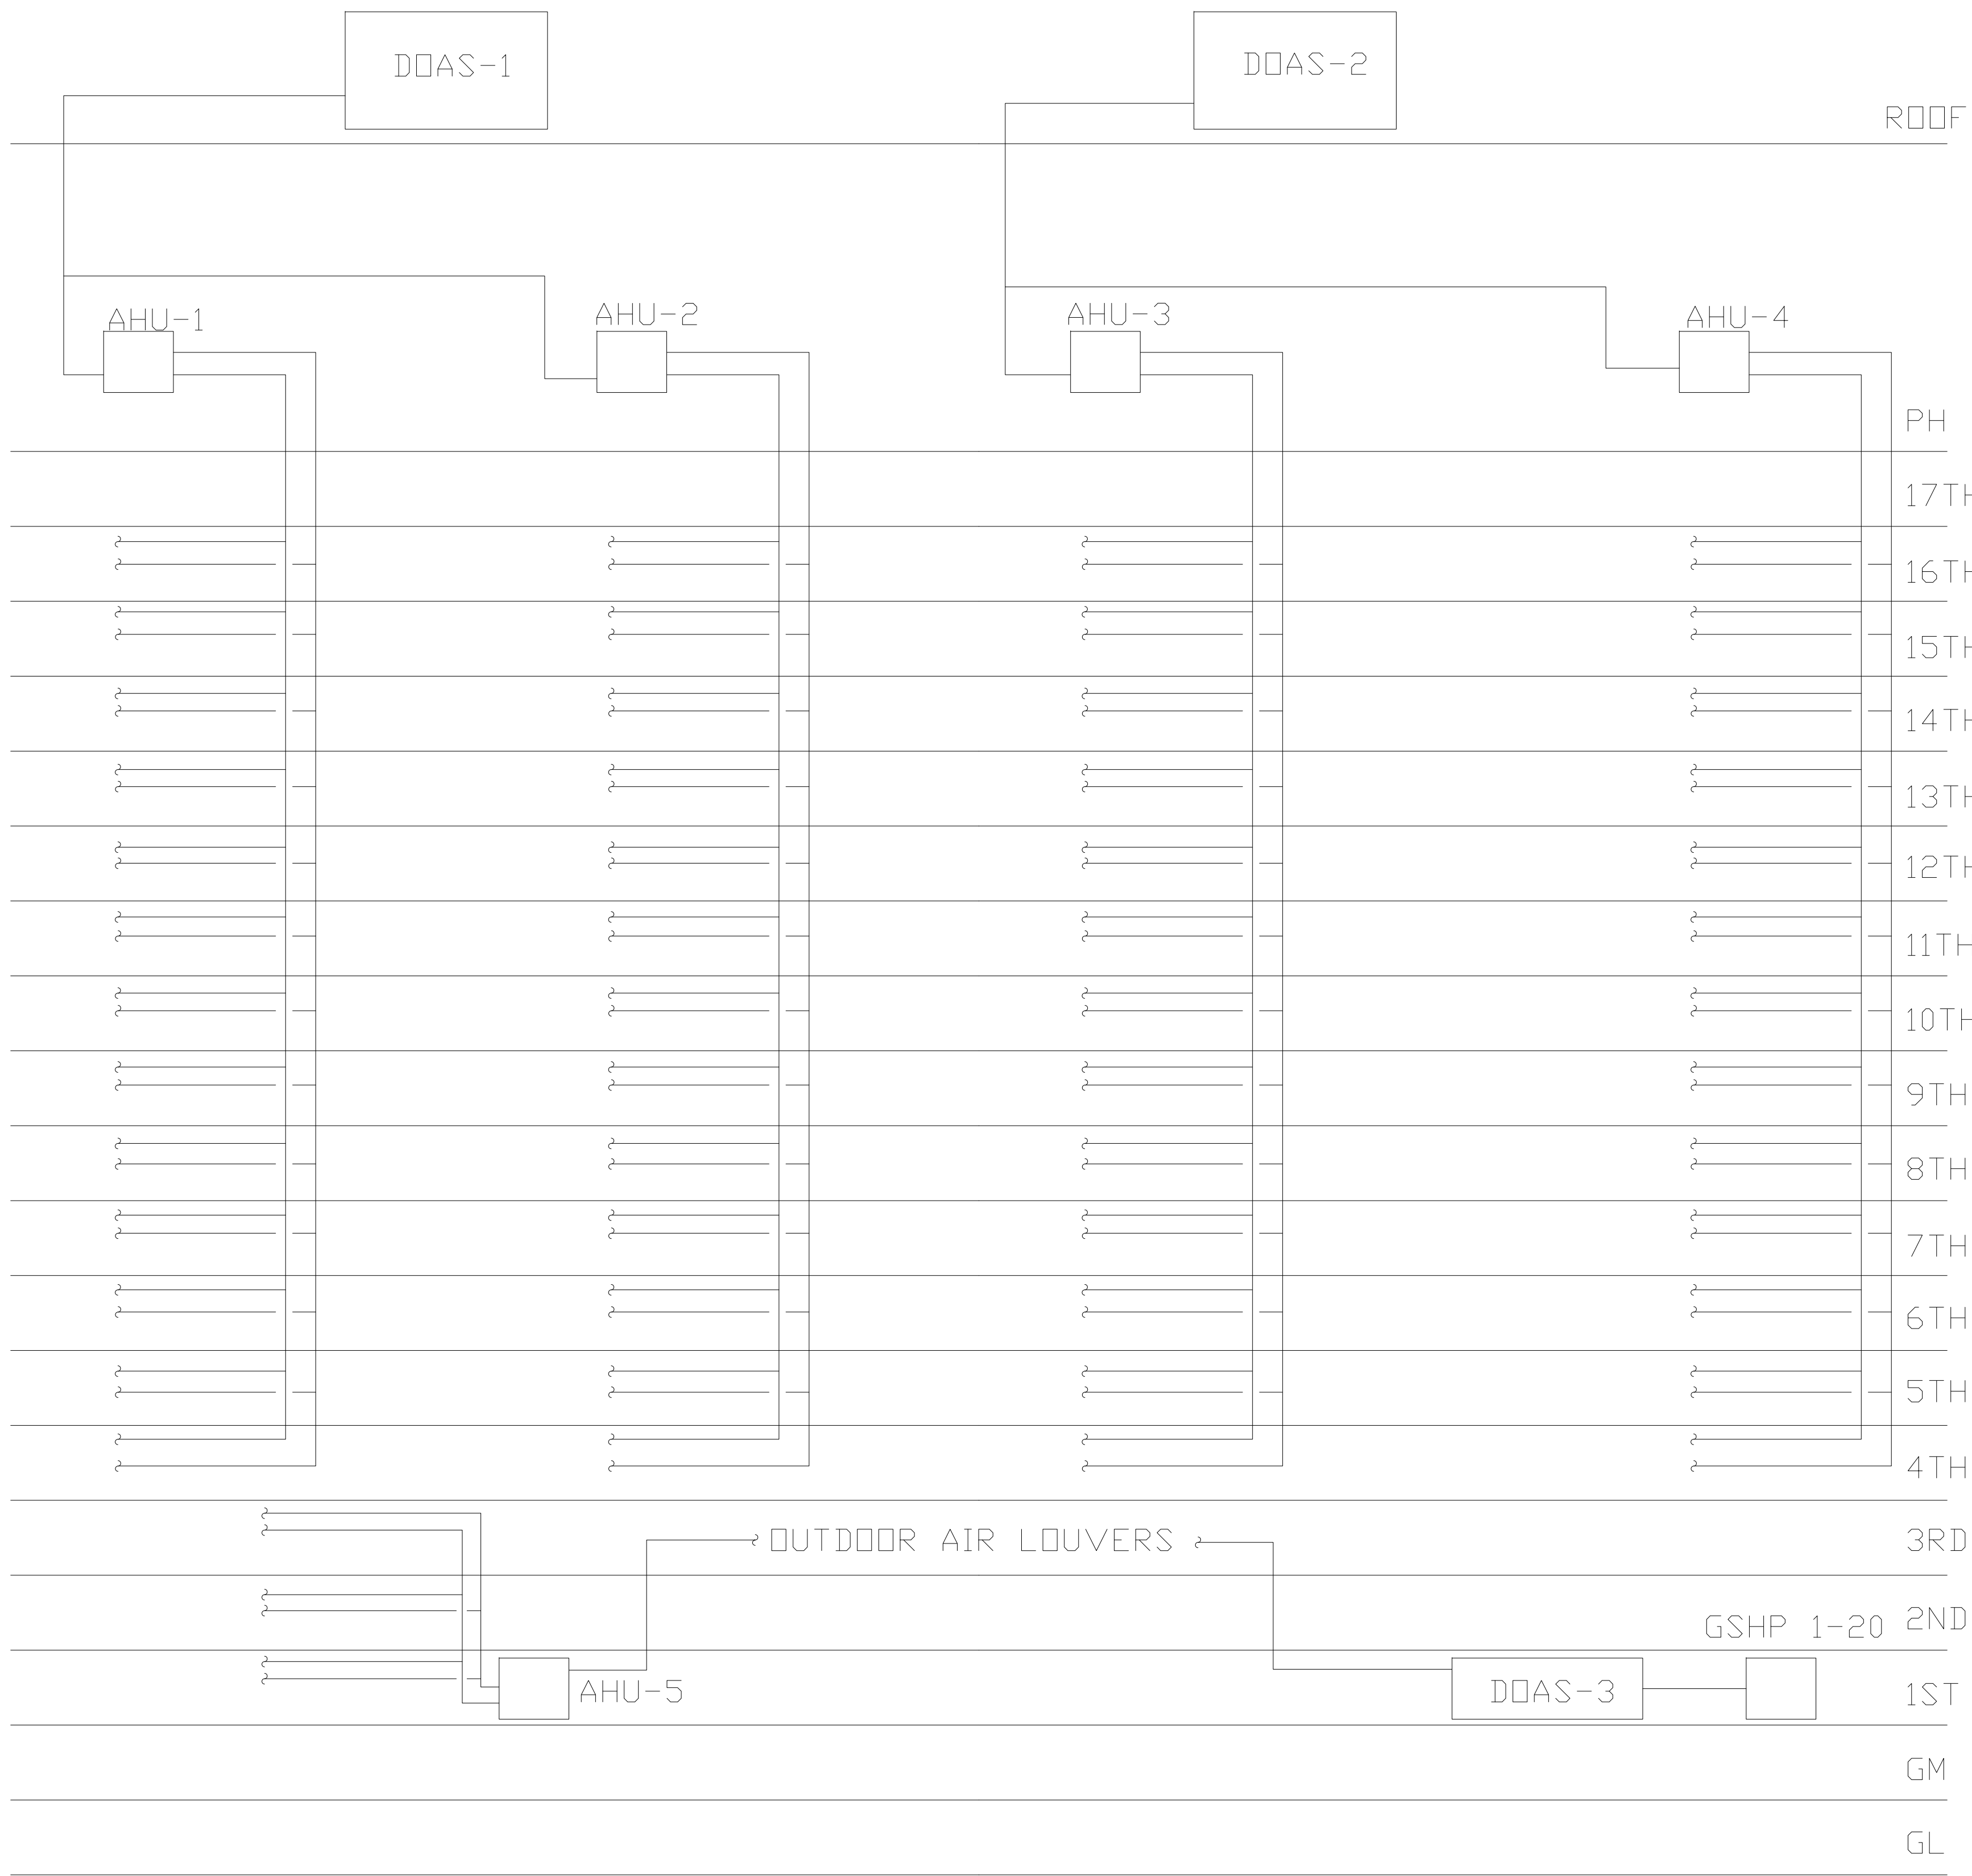 DOAS-1
DOAS-2
ROOF
AHU-1
AHU-2
AHU-3
AHU-4
PH
17TH
16TH
15TH
14TH
13TH
12TH
11TH
10TH
9TH
8TH
7TH
6TH
5TH
4TH
OUTDOOR AIR LOUVERS
3RD
GSHP 1-20
2ND
AHU-5
DOAS-3
1ST
GM
GL